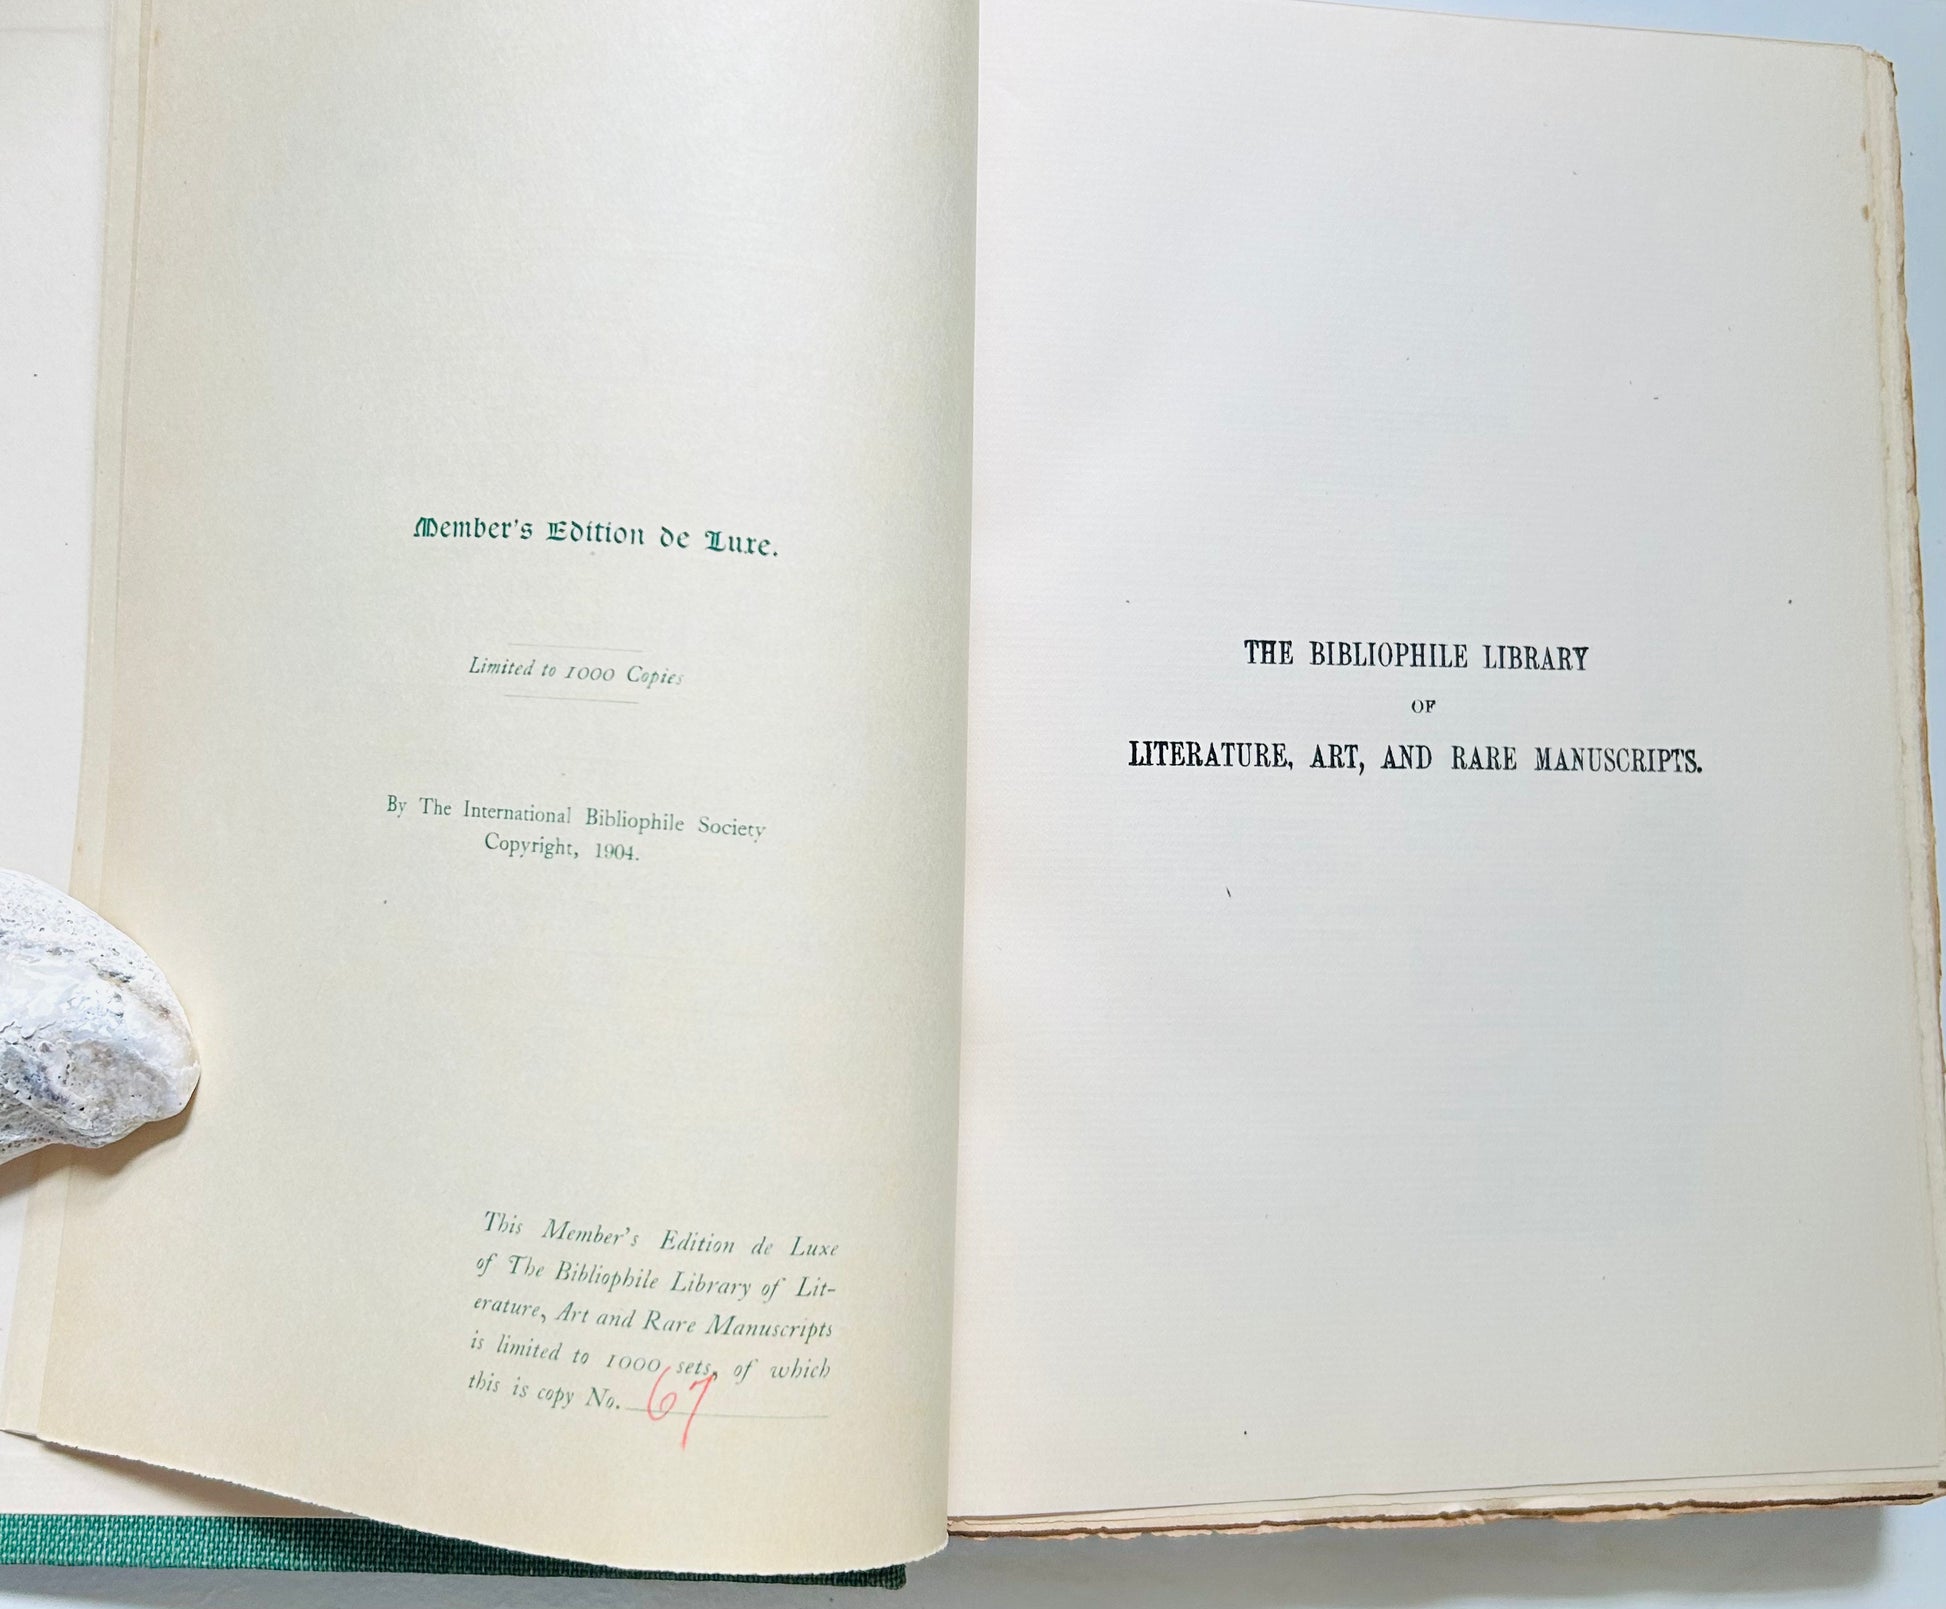 Member's Edition de Luxe.
Limited to 1000 Copies
By The International Bibliophile Society
Copyright, 1904.
This Member's Edition de Luxe
of The Bibliophile Library of Lit-
erature, Art and Rare Manuscripts
is limited to 1000 sets, of which
this is copy No. 67
THE BIBLIOPHILE LIBRARY
OF
LITERATURE, ART, AND RARE MANUSCRIPTS.